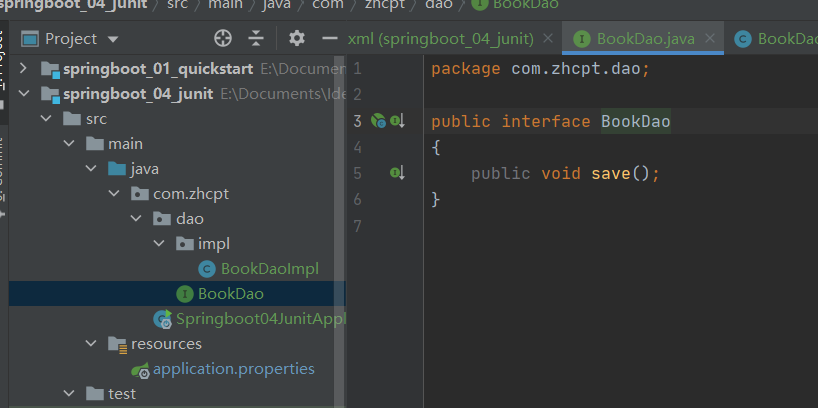 springboot_04_junit / src / main / java / com / zhcpt / dao / BookDao
Project
xml (springboot_04_junit)
BookDao.java
springboot_01_quickstart E:\Documen
springboot_04_junit E:\Documents\Ide
src
main
java
com.zhcpt
dao
impl
BookDaoImpl
BookDao
Springboot04JunitAppl
resources
application.properties
test
1 package com.zhcpt.dao;
2
3 public interface BookDao
4 {
5 public void save();
6 }
7